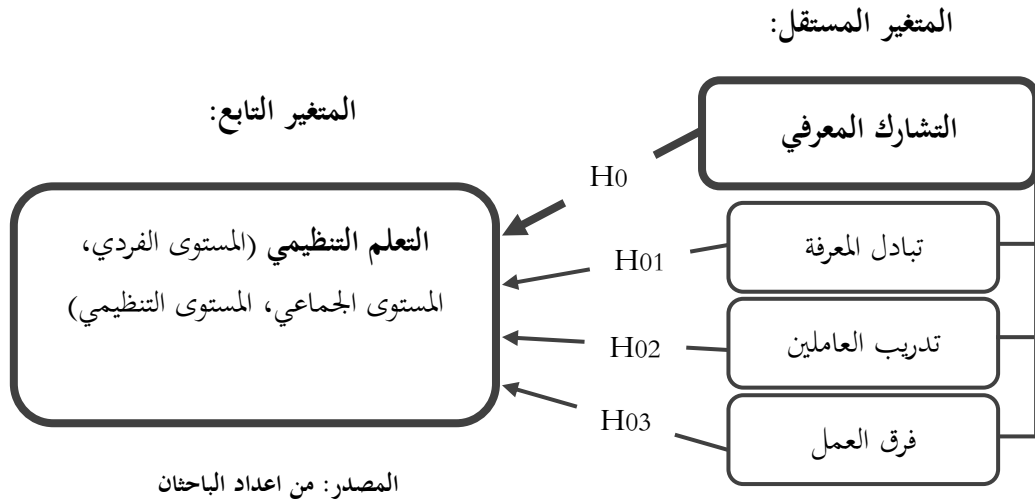 المتغير المستقل:
التشارك المعرفي
المتغير التابع:
H0
التعلم التنظيمي (المستوى الفردي،
المستوى الجماعي، المستوى التنظيمي)
تبادل المعرفة
H01
تدريب العاملين
H02
فرق العمل
H03
المصدر: من اعداد الباحثان